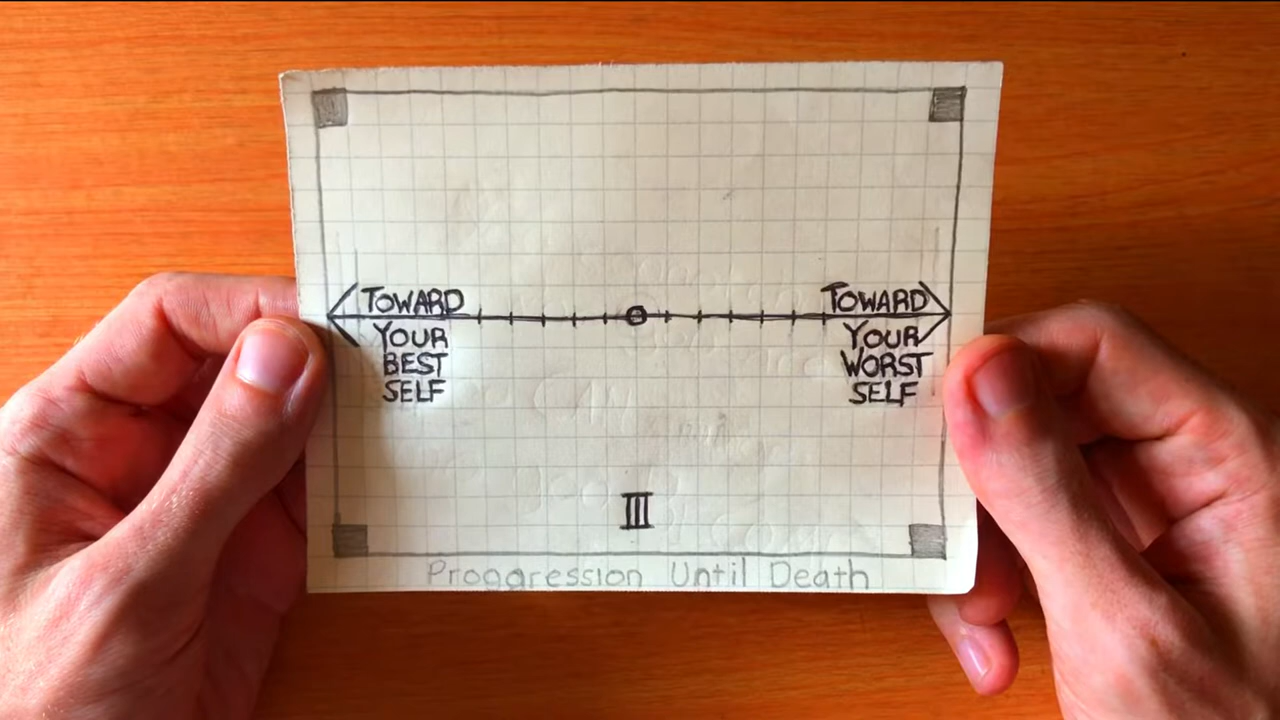 TOWARD
YOUR
BEST
SELF
TOWARD
YOUR
WORST
SELF
III
Proggression Until Death